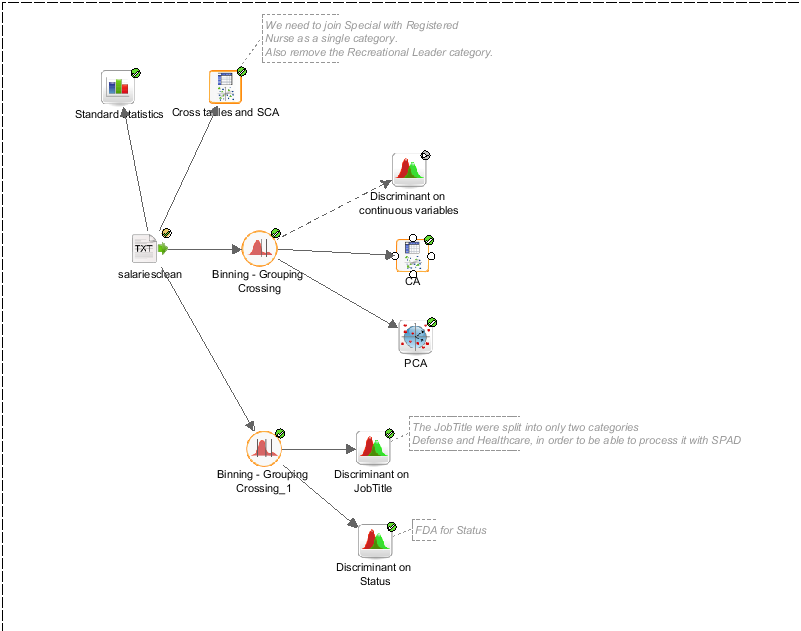 We need to join Special with Registered
Nurse as a single category.
Also remove the Recreational Leader category.
Standard Statistics
Cross tables and SCA
Discriminant on
continuous variables
TXT
salariesclean
Binning - Grouping
Crossing
CA
PCA
The JobTitle were split into only two categories
Defense and Healthcare, in order to be able to process it with SPAD
Binning - Grouping
Crossing_1
Discriminant on
JobTitle
FDA for Status
Discriminant on
Status